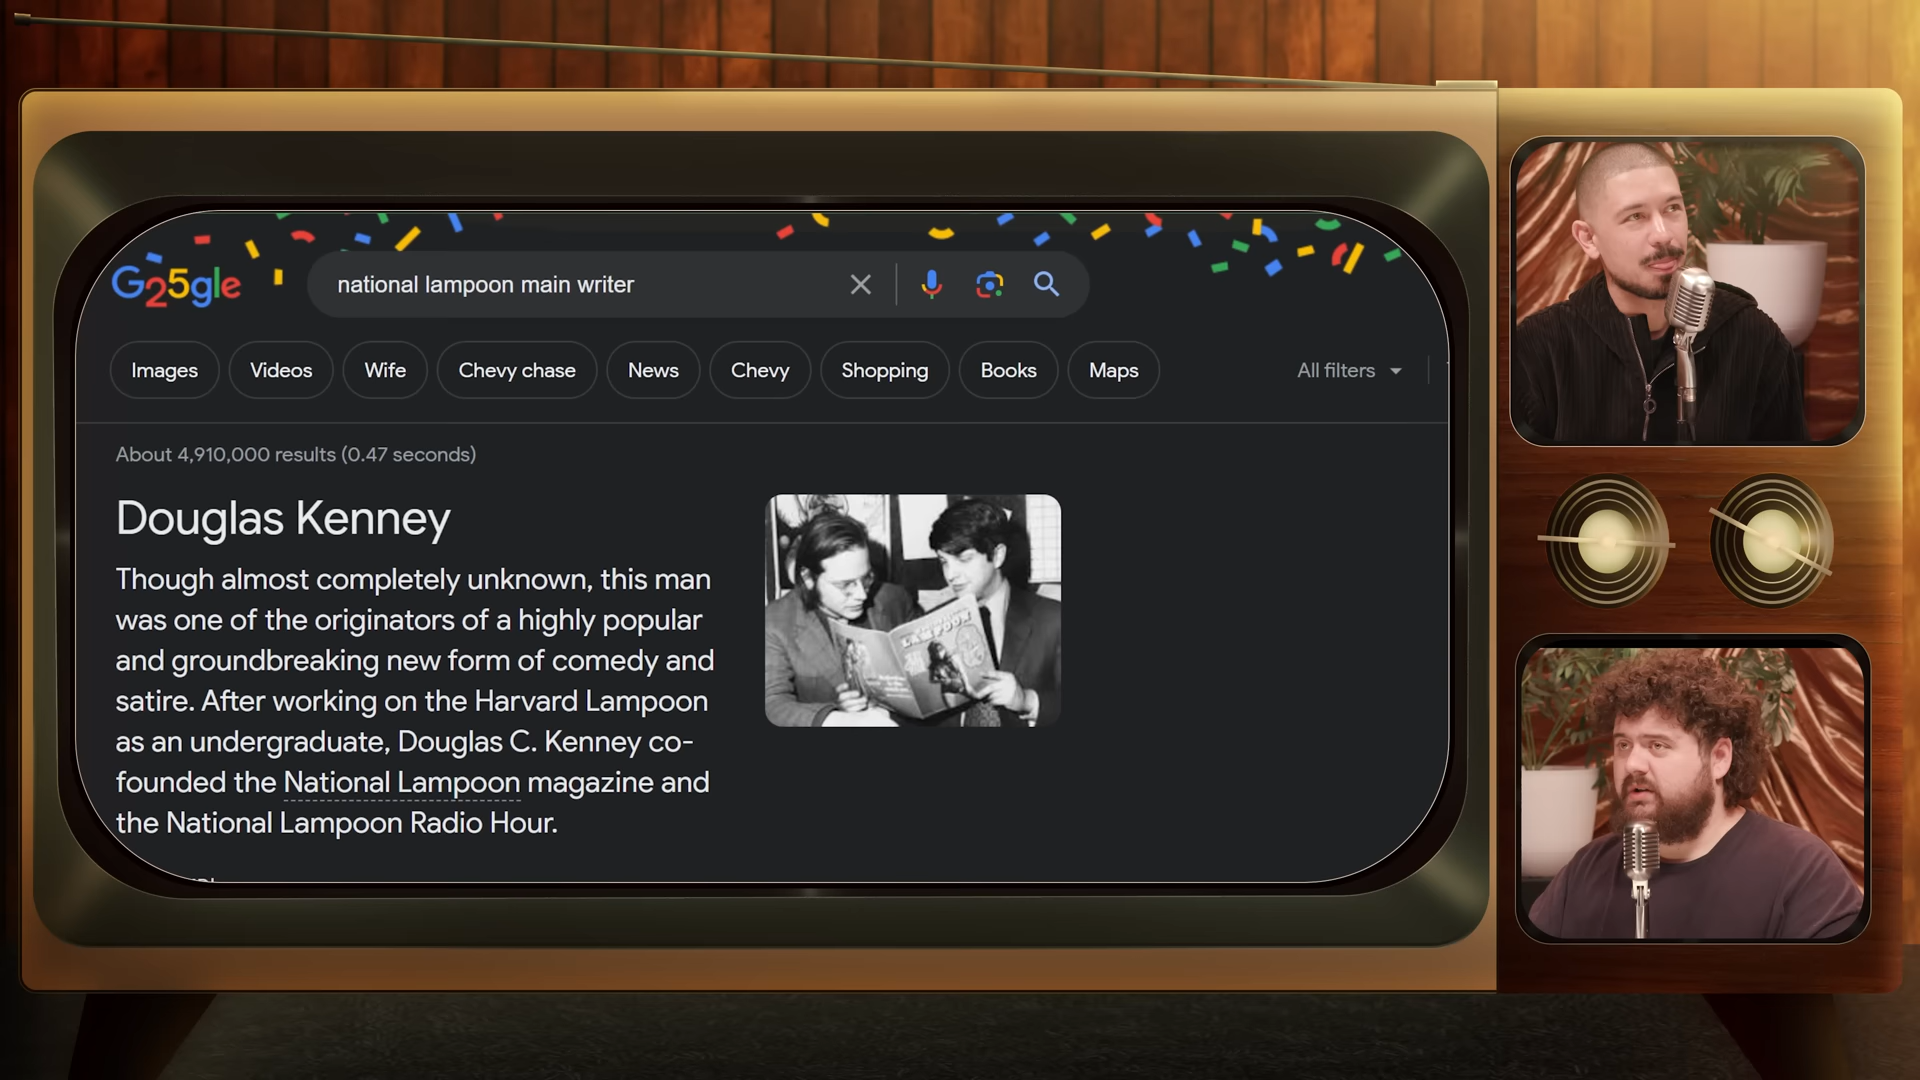 G25gle
national lampoon main writer
Images Videos Wife Chevy chase News Chevy Shopping Books Maps All filters
About 4,910,000 results (0.47 seconds)
Douglas Kenney
Though almost completely unknown, this man
was one of the originators of a highly popular
and groundbreaking new form of comedy and
satire. After working on the Harvard Lampoon
as an undergraduate, Douglas C. Kenney co-
founded the National Lampoon magazine and
the National Lampoon Radio Hour.
LAMPOON